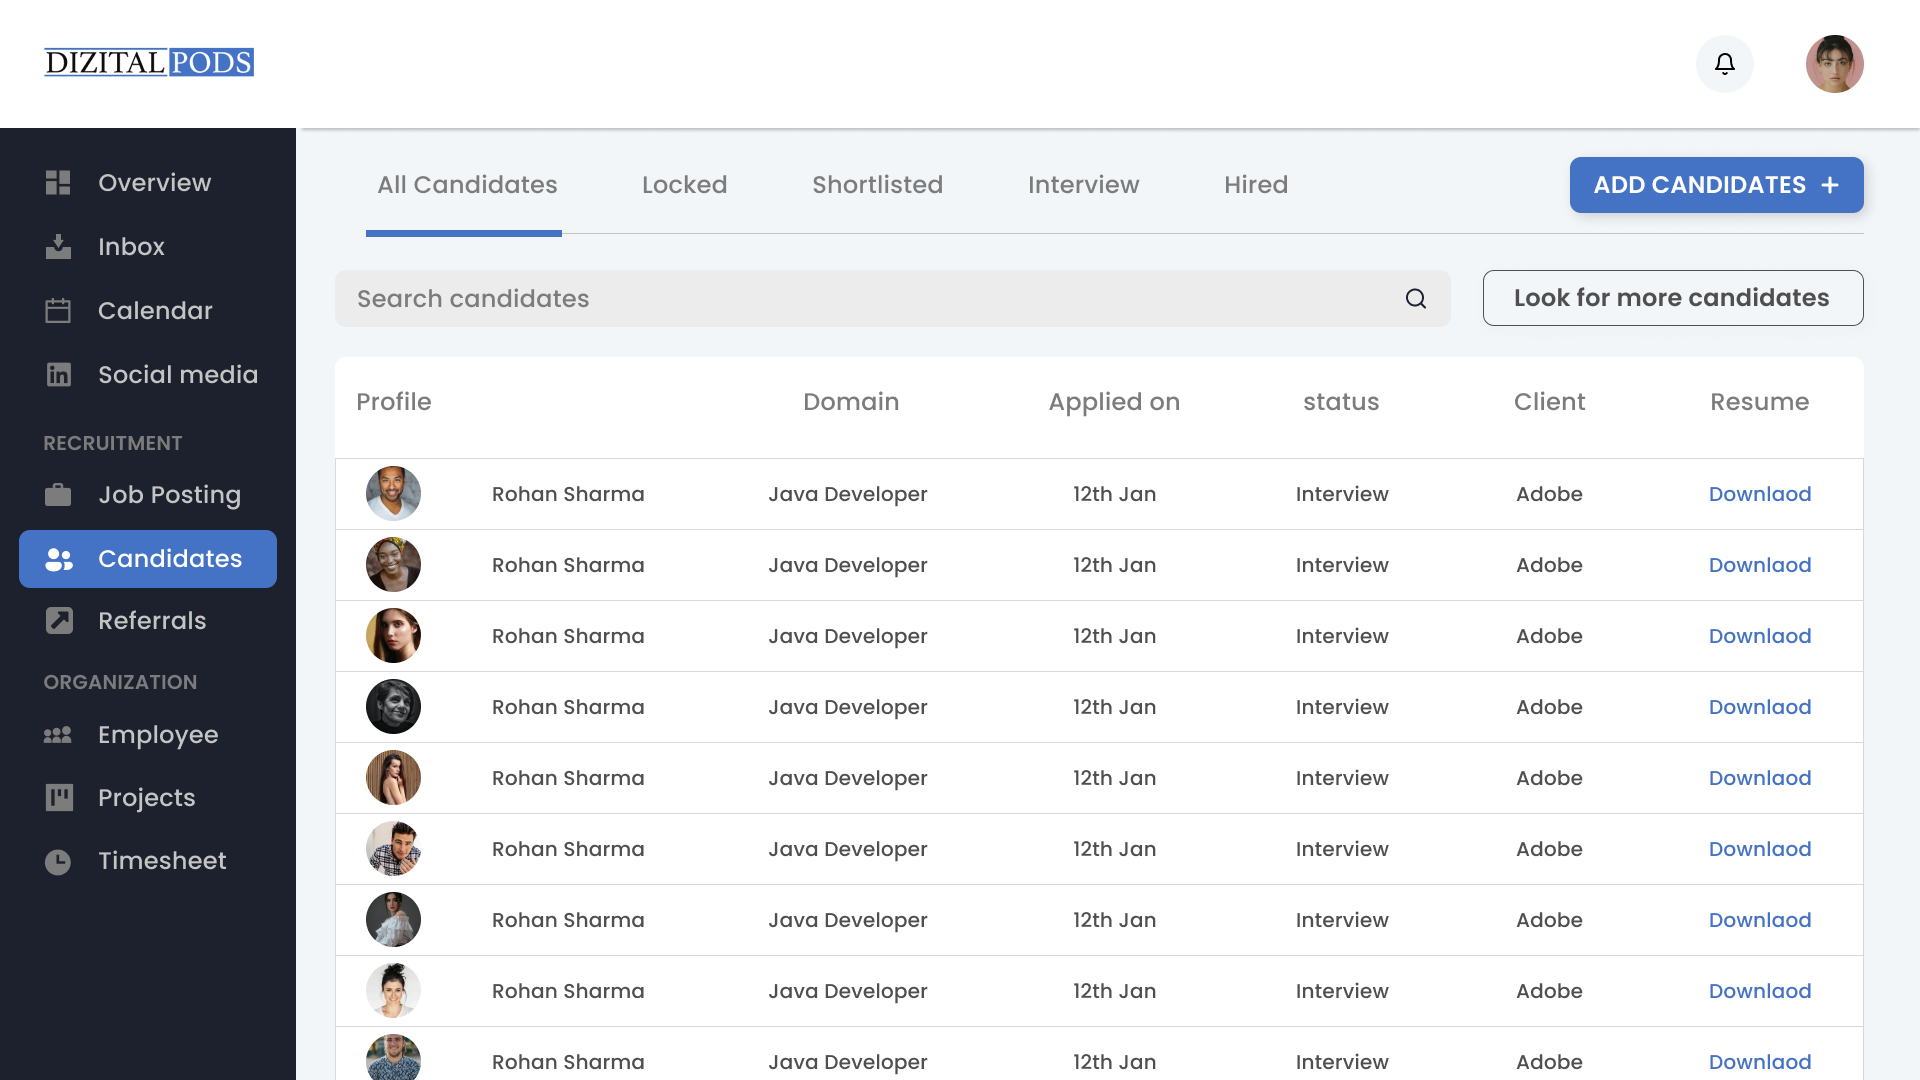 DIZITAL PODS
Overview
Inbox
Calendar
Social media
RECRUITMENT
Job Posting
Candidates
Referrals
ORGANIZATION
Employee
Projects
Timesheet
All Candidates Locked Shortlisted Interview Hired ADD CANDIDATES +
Search candidates Look for more candidates
Profile Domain Applied on status Client Resume
Rohan Sharma Java Developer 12th Jan Interview Adobe Downlaod
Rohan Sharma Java Developer 12th Jan Interview Adobe Downlaod
Rohan Sharma Java Developer 12th Jan Interview Adobe Downlaod
Rohan Sharma Java Developer 12th Jan Interview Adobe Downlaod
Rohan Sharma Java Developer 12th Jan Interview Adobe Downlaod
Rohan Sharma Java Developer 12th Jan Interview Adobe Downlaod
Rohan Sharma Java Developer 12th Jan Interview Adobe Downlaod
Rohan Sharma Java Developer 12th Jan Interview Adobe Downlaod
Rohan Sharma Java Developer 12th Jan Interview Adobe Downlaod